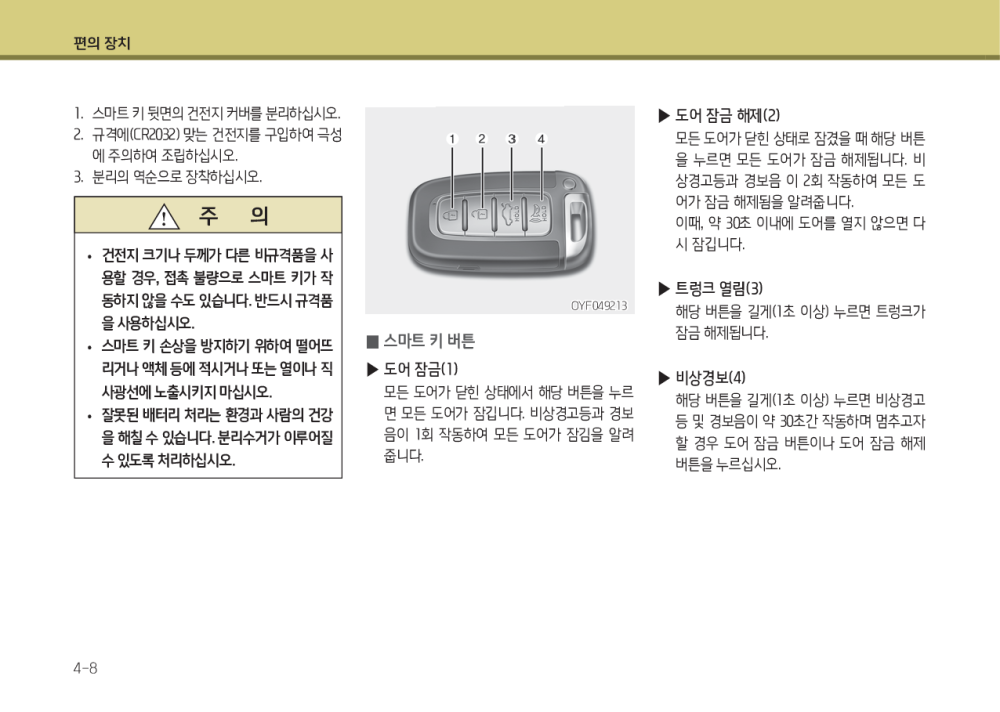 편의 장치
1. 스마트 키 뒷면의 건전지 커버를 분리하십시오.
2. 규격에(CR2032) 맞는 건전지를 구입하여 극성
에 주의하여 조립하십시오.
3. 분리의 역순으로 장착하십시오.
주 의
• 건전지 크기나 두께가 다른 비규격품을 사
용할 경우, 접촉 불량으로 스마트 키가 작
동하지 않을 수도 있습니다. 반드시 규격품
을 사용하십시오.
• 스마트 키 손상을 방지하기 위하여 떨어뜨
리거나 액체 등에 적시거나 또는 열이나 직
사광선에 노출시키지 마십시오.
• 잘못된 배터리 처리는 환경과 사람의 건강
을 해칠 수 있습니다. 분리수거가 이루어질
수 있도록 처리하십시오.
① ② ③ ④
HOLD HOLD
OYF049213
■ 스마트 키 버튼
▶ 도어 잠금(1)
모든 도어가 닫힌 상태에서 해당 버튼을 누르
면 모든 도어가 잠깁니다. 비상경고등과 경보
음이 1회 작동하여 모든 도어가 잠김을 알려
줍니다.
▶ 도어 잠금 해제(2)
모든 도어가 닫힌 상태로 잠겼을 때 해당 버튼
을 누르면 모든 도어가 잠금 해제됩니다. 비
상경고등과 경보음 이 2회 작동하여 모든 도
어가 잠금 해제됨을 알려줍니다.
이때, 약 30초 이내에 도어를 열지 않으면 다
시 잠깁니다.
▶ 트렁크 열림(3)
해당 버튼을 길게(1초 이상) 누르면 트렁크가
잠금 해제됩니다.
▶ 비상경보(4)
해당 버튼을 길게(1초 이상) 누르면 비상경고
등 및 경보음이 약 30초간 작동하며 멈추고자
할 경우 도어 잠금 버튼이나 도어 잠금 해제
버튼을 누르십시오.
4-8